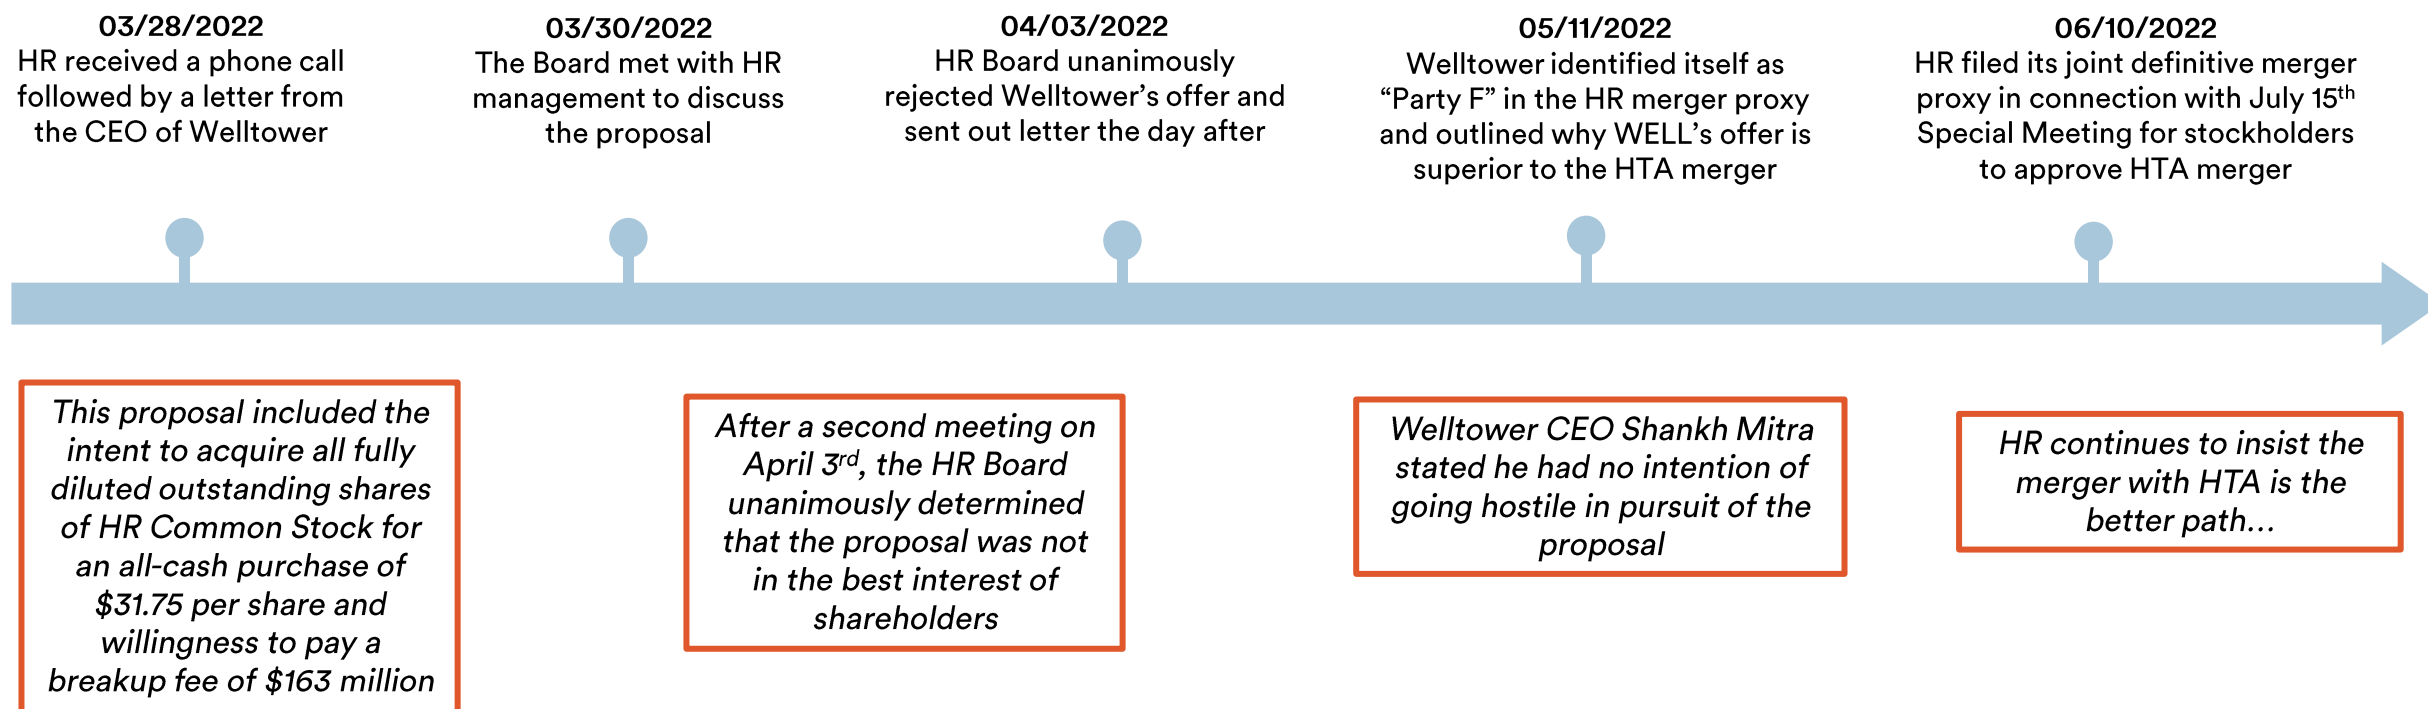 03/28/2022
HR received a phone call
followed by a letter from
the CEO of Welltower
03/30/2022
The Board met with HR
management to discuss
the proposal
04/03/2022
HR Board unanimously
rejected Welltower’s offer and
sent out letter the day after
05/11/2022
Welltower identified itself as
“Party F” in the HR merger proxy
and outlined why WELL’s offer is
superior to the HTA merger
06/10/2022
HR filed its joint definitive merger
proxy in connection with July 15th
Special Meeting for stockholders
to approve HTA merger
This proposal included the
intent to acquire all fully
diluted outstanding shares
of HR Common Stock for
an all-cash purchase of
$31.75 per share and
willingness to pay a
breakup fee of $163 million
After a second meeting on
April 3rd, the HR Board
unanimously determined
that the proposal was not
in the best interest of
shareholders
Welltower CEO Shankh Mitra
stated he had no intention of
going hostile in pursuit of the
proposal
HR continues to insist the
merger with HTA is the
better path...